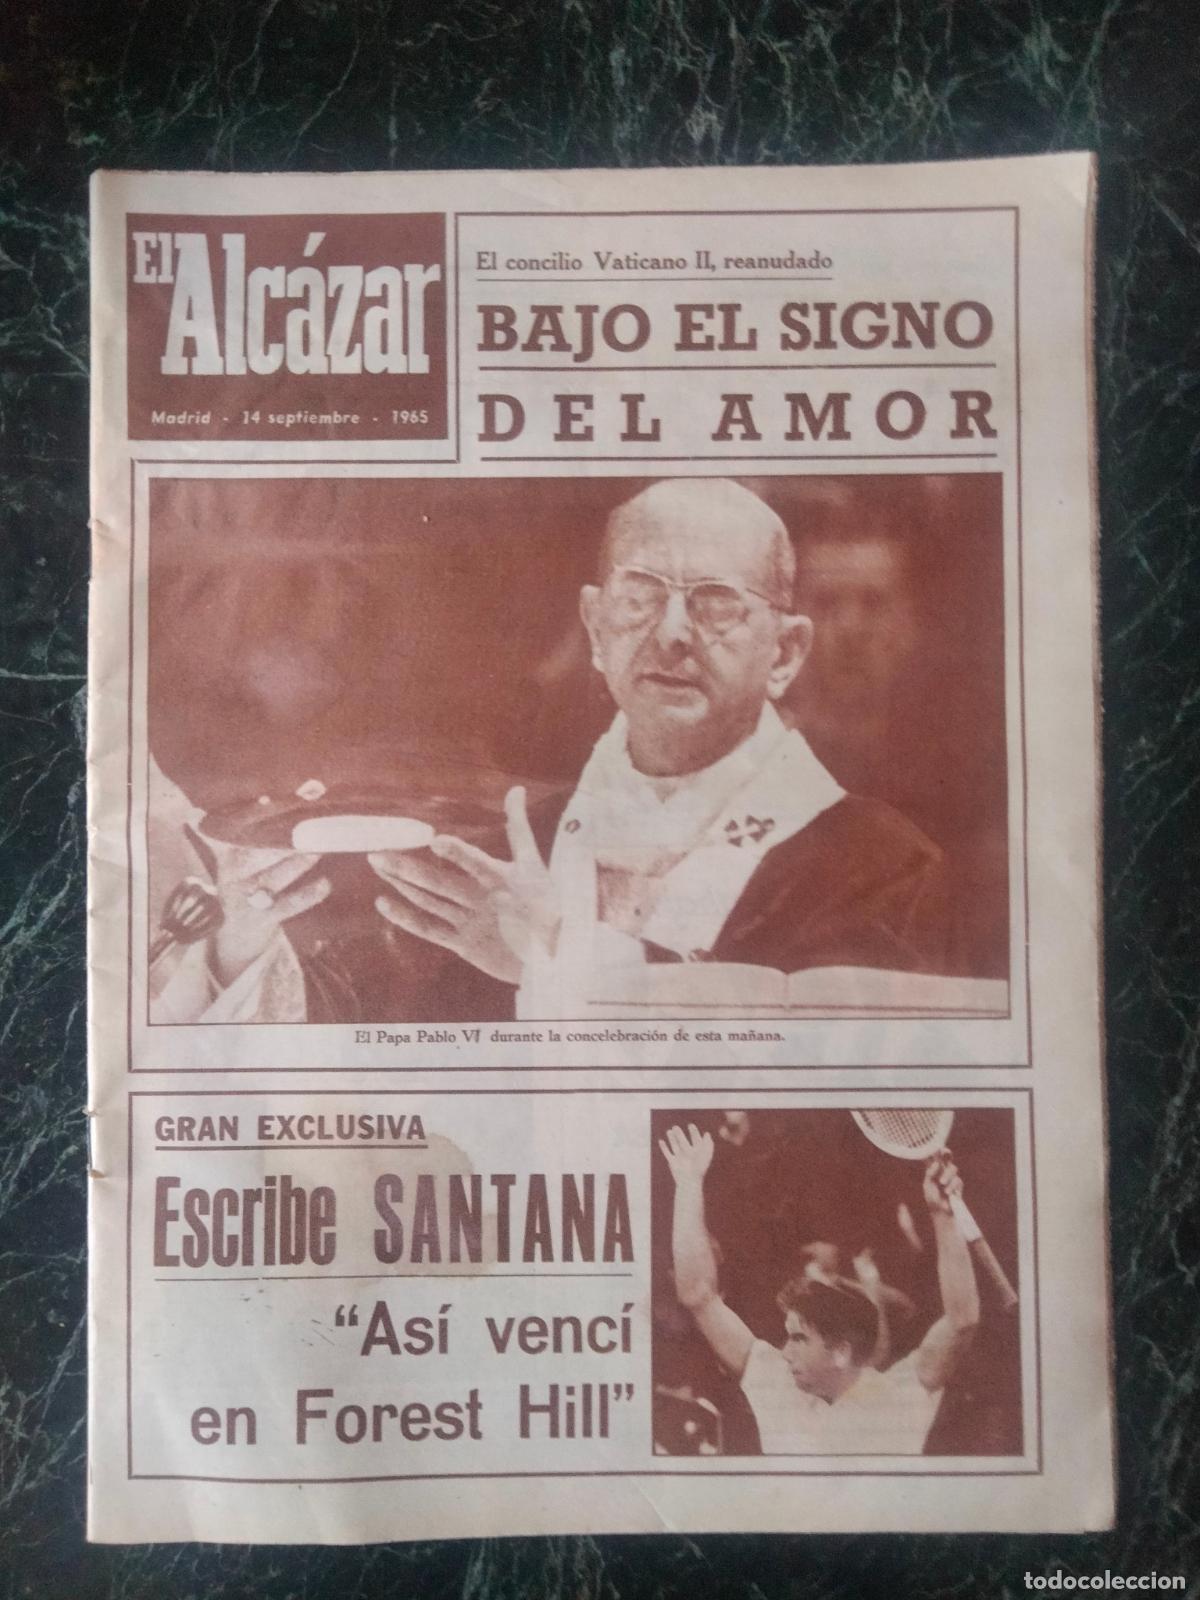 El Alcázar
Madrid - 14 septiembre - 1965
El concilio Vaticano II, reanudado
BAJO EL SIGNO
DEL AMOR
El Papa Pablo VI durante la concelebración de esta mañana.
GRAN EXCLUSIVA
Escribe SANTANA
“Así vencí
en Forest Hill”
todocoleccion